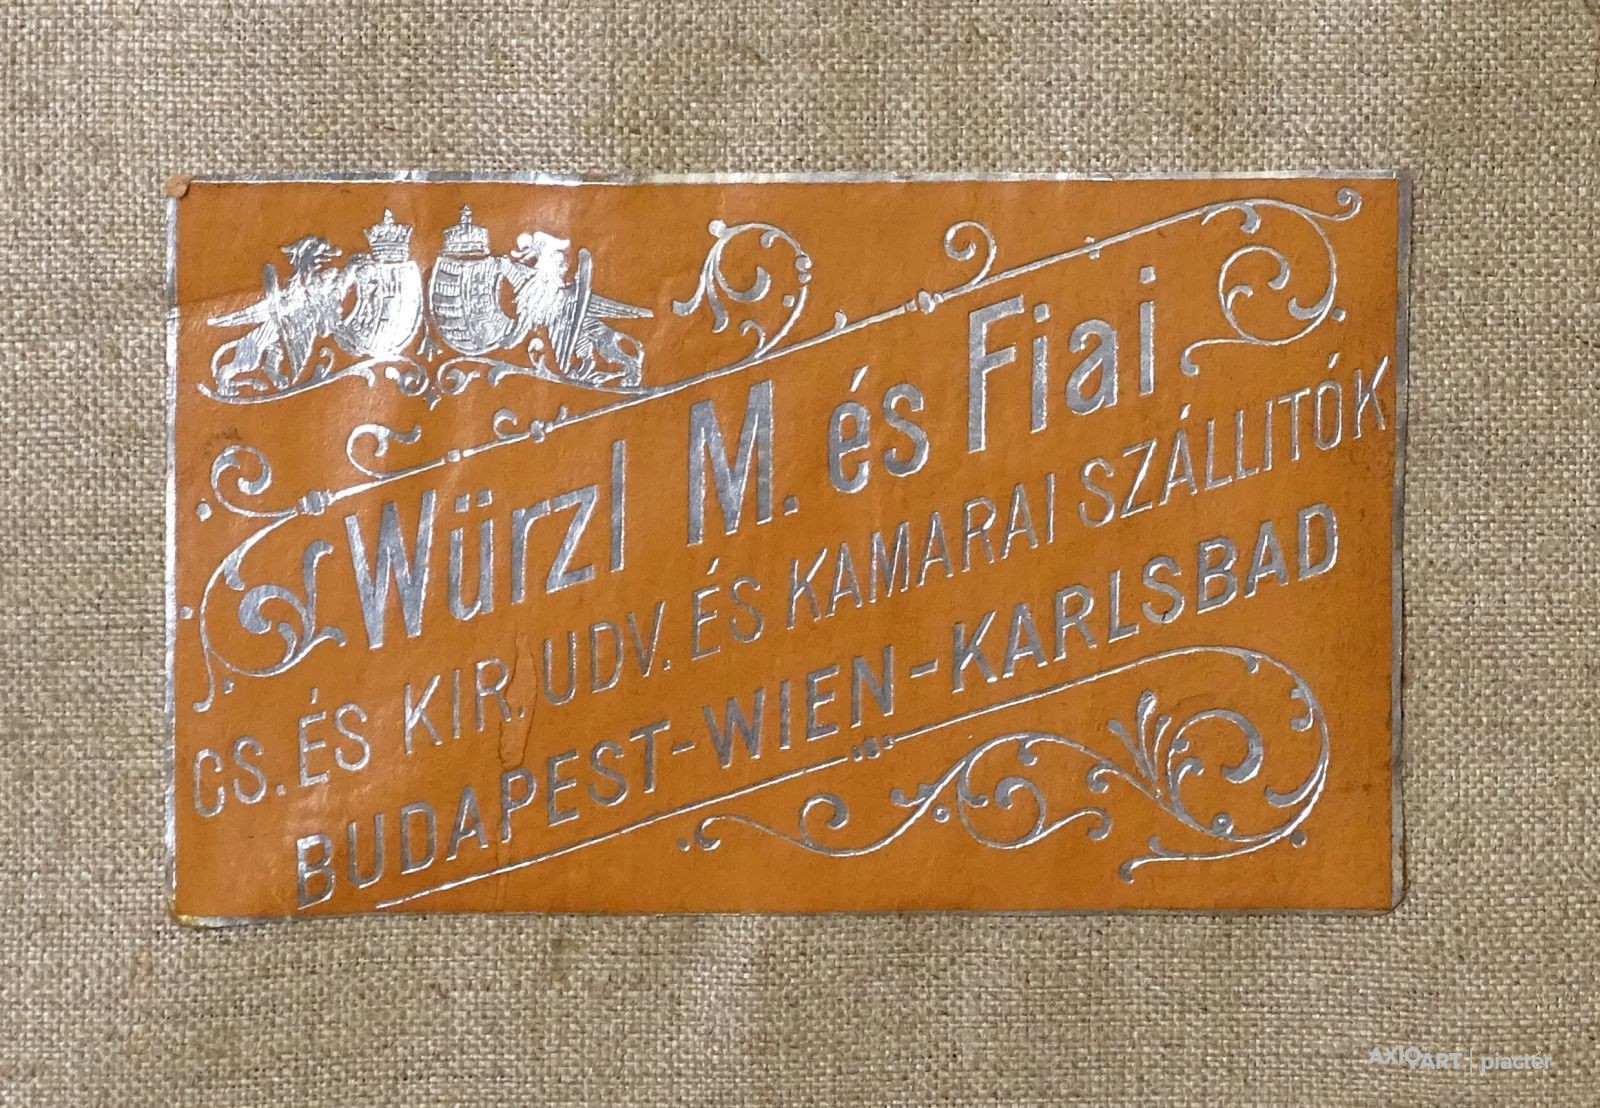 Würzl M. és Fiai
CS. ÉS KIR. UDV. ÉS KAMARAI SZÁLLITÓK
BUDAPEST-WIEN-KARLSBAD
AXIOART | piactér